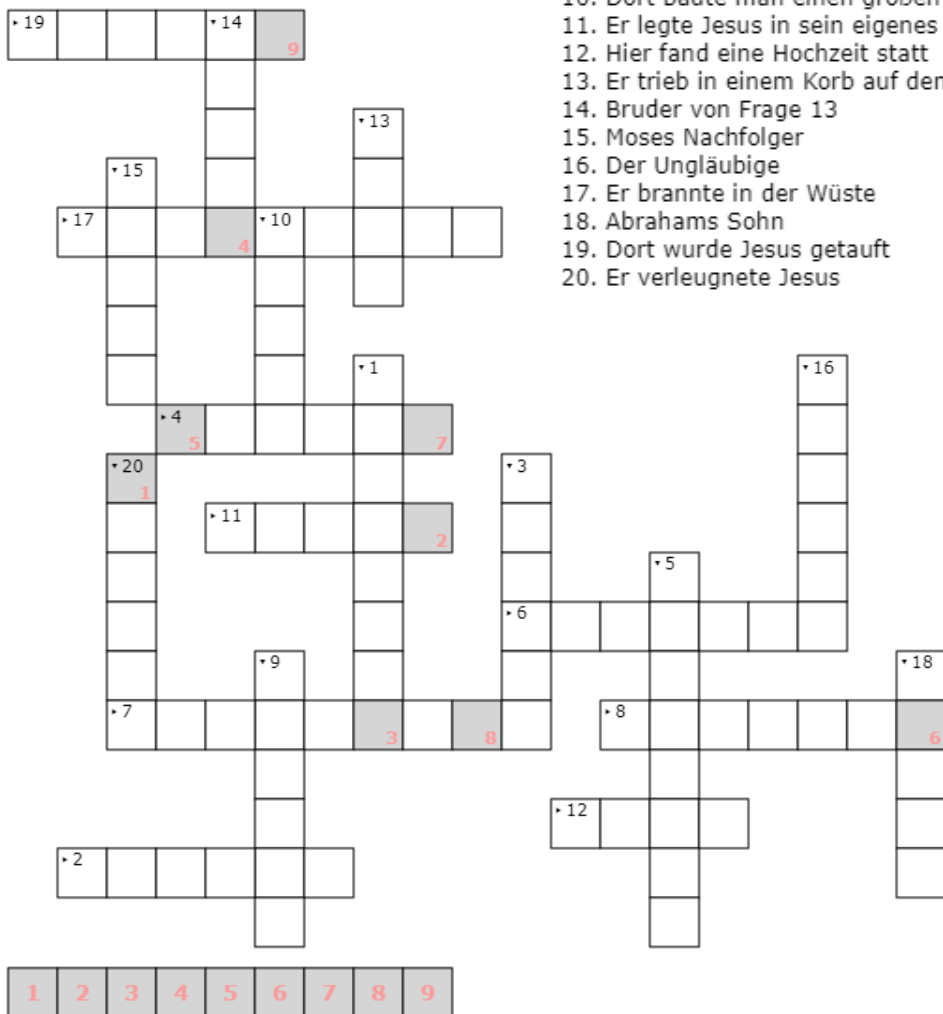 10. Dort baute man einen großen
11. Er legte Jesus in sein eigenes
12. Hier fand eine Hochzeit statt
13. Er trieb in einem Korb auf
14. Bruder von Frage 13
15. Moses Nachfolger
16. Der Ungläubige
17. Er brannte in der Wüste
18. Abrahams Sohn
19. Dort wurde Jesus getauft
20. Er verleugnete Jesus
19 14
9
13
15
17 10
4
1 16
4
5 7
20 3
1
11
2
5
6
9 18
7 8
3 8 6
12
2
1 2 3 4 5 6 7 8 9